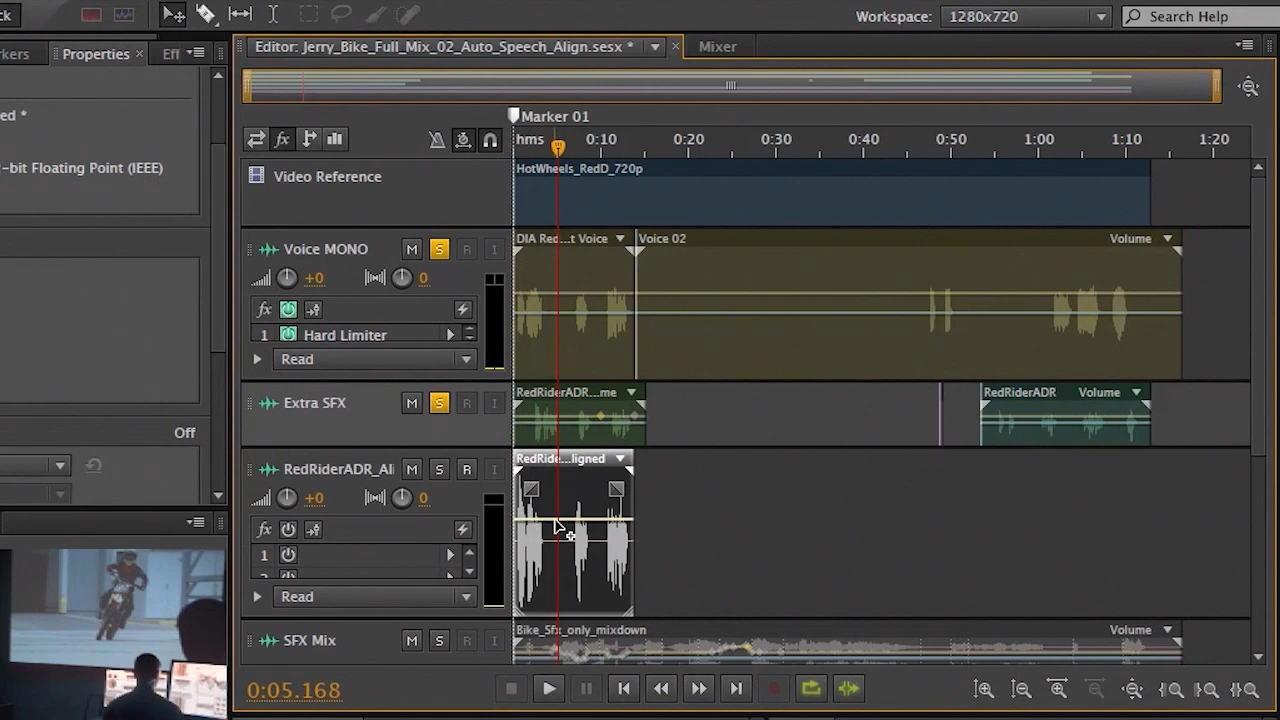 ck
Workspace: 1280x720 Search Help
rkers Properties × Eff
Editor: Jerry_Bike_Full_Mix_02_Auto_Speech_Align.sesx * × Mixer
ed *
Marker 01
hms 0:10 0:20 0:30 0:40 0:50 1:00 1:10 1:20
-bit Floating Point (IEEE)
Video Reference HotWheels_RedD_720p
Voice MONO M S R I DIA Red...t Voice Voice 02 Volume
+0 0
fx
1 Hard Limiter
Read
Extra SFX M S R I RedRiderADR...me RedRiderADR Volume
Off
RedRiderADR_Ali M S R I RedRide...ligned
+0 0
fx
1
Read
SFX Mix M S R I Bike_Sfx_only_mixdown Volume
0:05.168